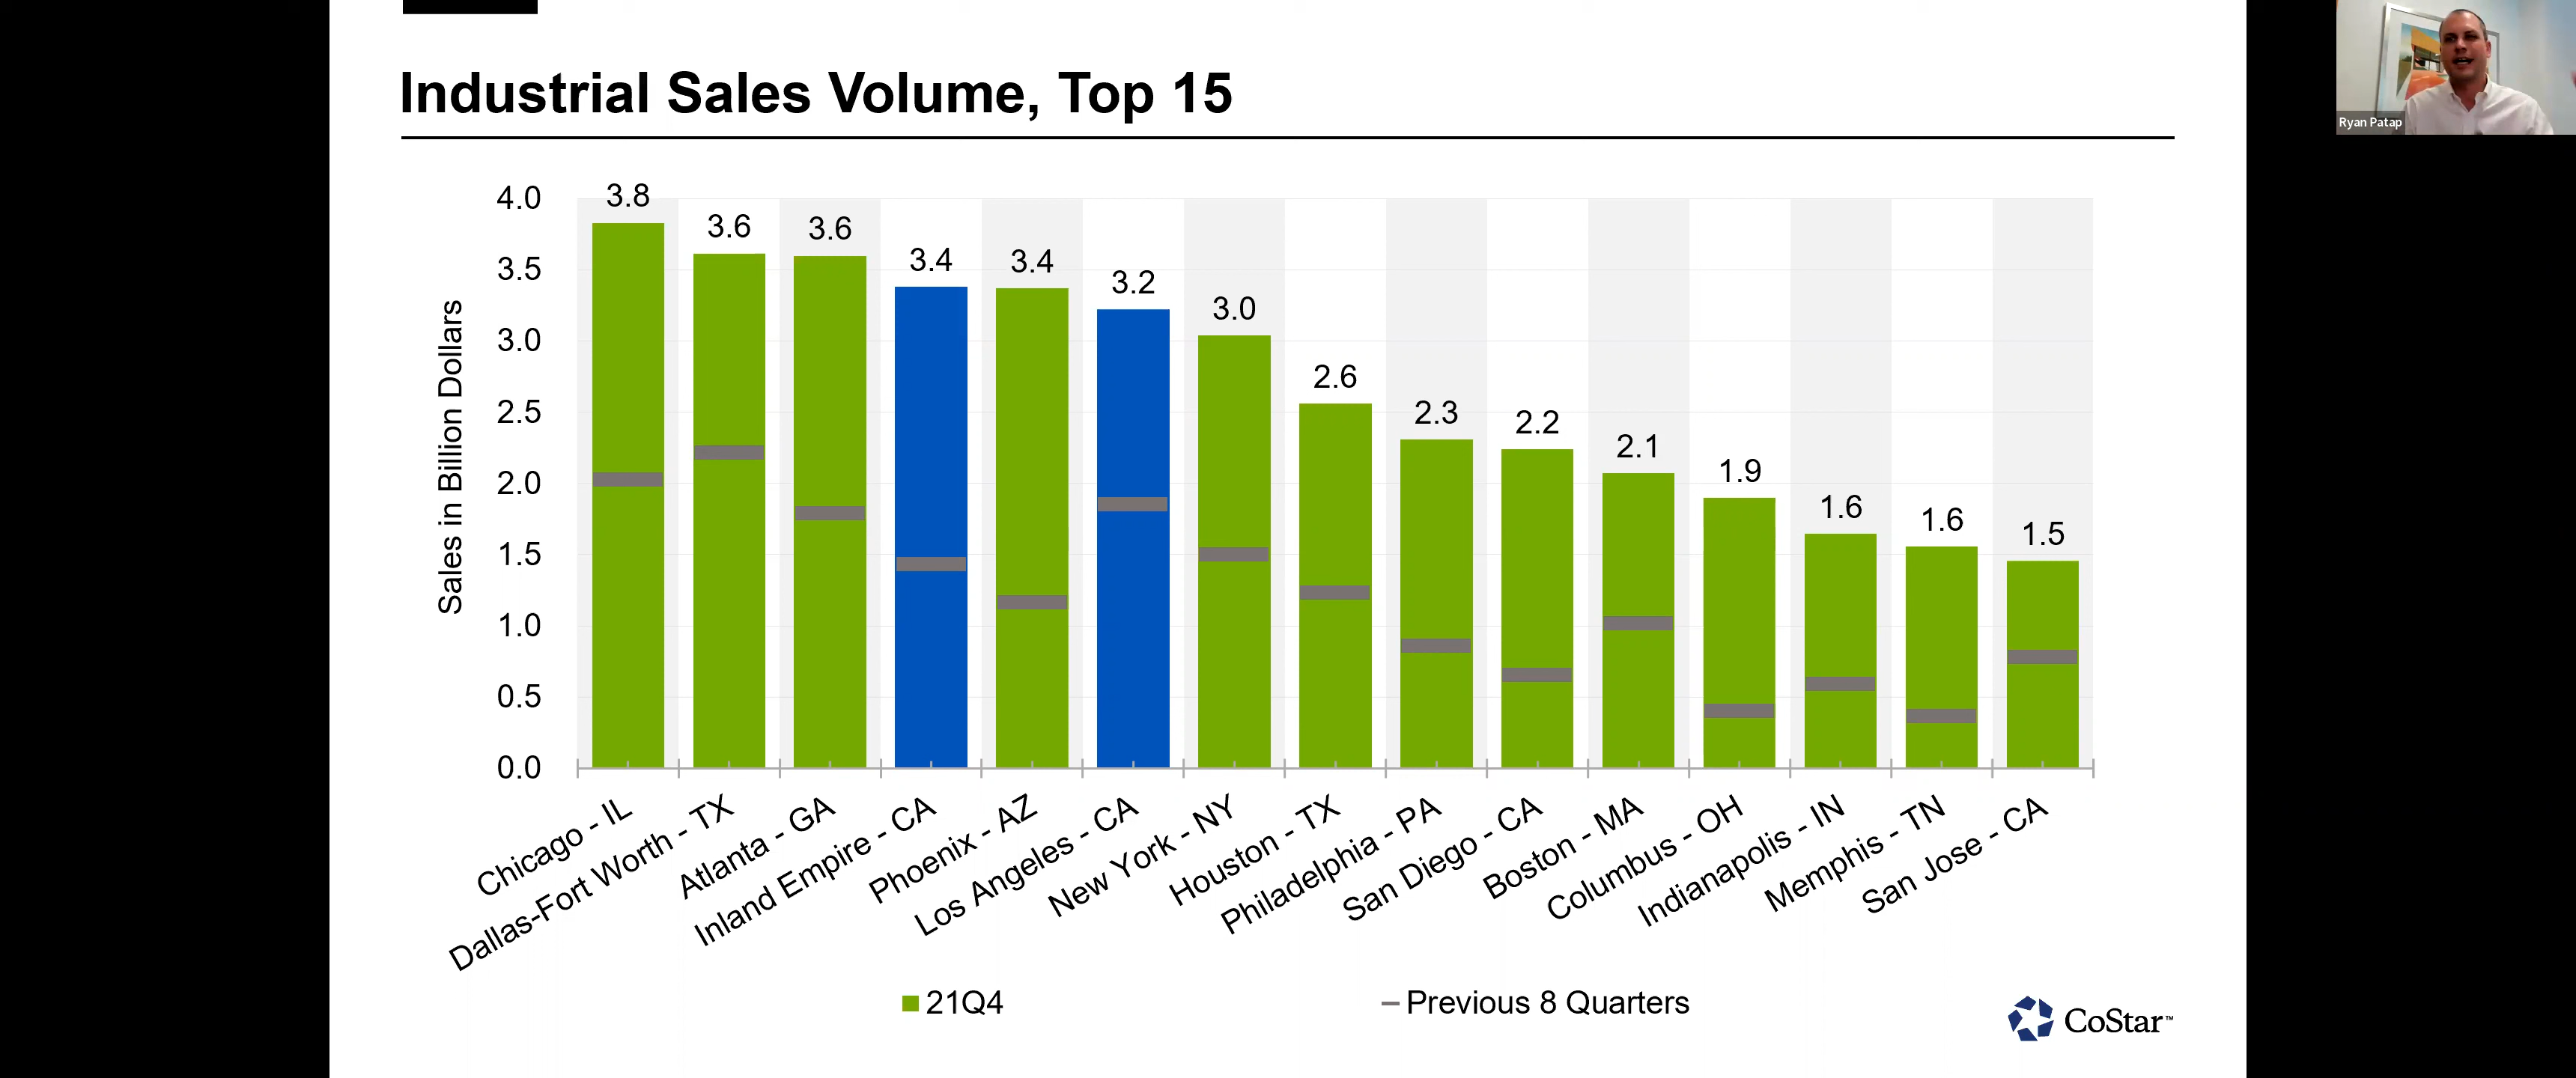 Industrial Sales Volume, Top 15
Ryan Patap
Sales in Billion Dollars
4.0
3.5
3.0
2.5
2.0
1.5
1.0
0.5
0.0
3.8
3.6
3.6
3.4
3.4
3.2
3.0
2.6
2.3
2.2
2.1
1.9
1.6
1.6
1.5
Chicago - IL
Dallas-Fort Worth - TX
Atlanta - GA
Inland Empire - CA
Phoenix - AZ
Los Angeles - CA
New York - NY
Houston - TX
Philadelphia - PA
San Diego - CA
Boston - MA
Columbus - OH
Indianapolis - IN
Memphis - TN
San Jose - CA
21Q4
Previous 8 Quarters
CoStar™